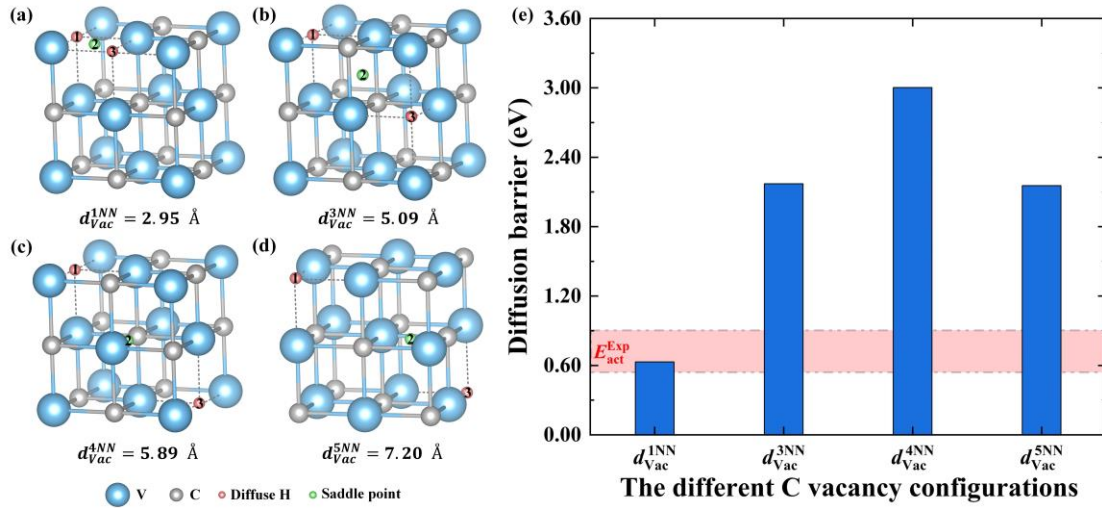 (a)
1
2
3
d_Vac^1NN = 2.95 Å
(b)
1
2
3
d_Vac^3NN = 5.09 Å
(c)
1
2
3
d_Vac^4NN = 5.89 Å
(d)
1
2
3
d_Vac^5NN = 7.20 Å
V C Diffuse H Saddle point
(e)
Diffusion barrier (eV)
3.60
3.00
2.40
1.80
1.20
0.60
0.00
E_act^Exp
d_Vac^1NN d_Vac^3NN d_Vac^4NN d_Vac^5NN
The different C vacancy configurations